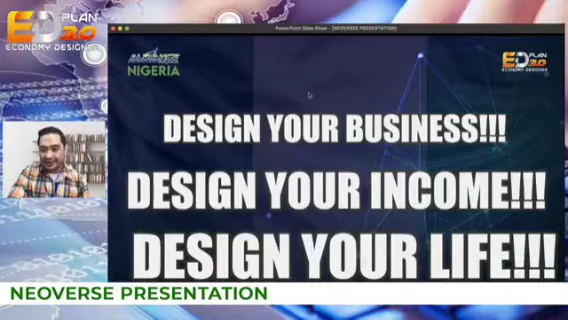 ED PLAN 3.0
ECONOMY DESIGNER
PowerPoint Slide Show - [NEOVERSE PRESENTATION]
ALLIANCE
NIGERIA
ED PLAN 3.0
ECONOMY DESIGNER
DESIGN YOUR BUSINESS!!!
DESIGN YOUR INCOME!!!
DESIGN YOUR LIFE!!!
NEOVERSE PRESENTATION